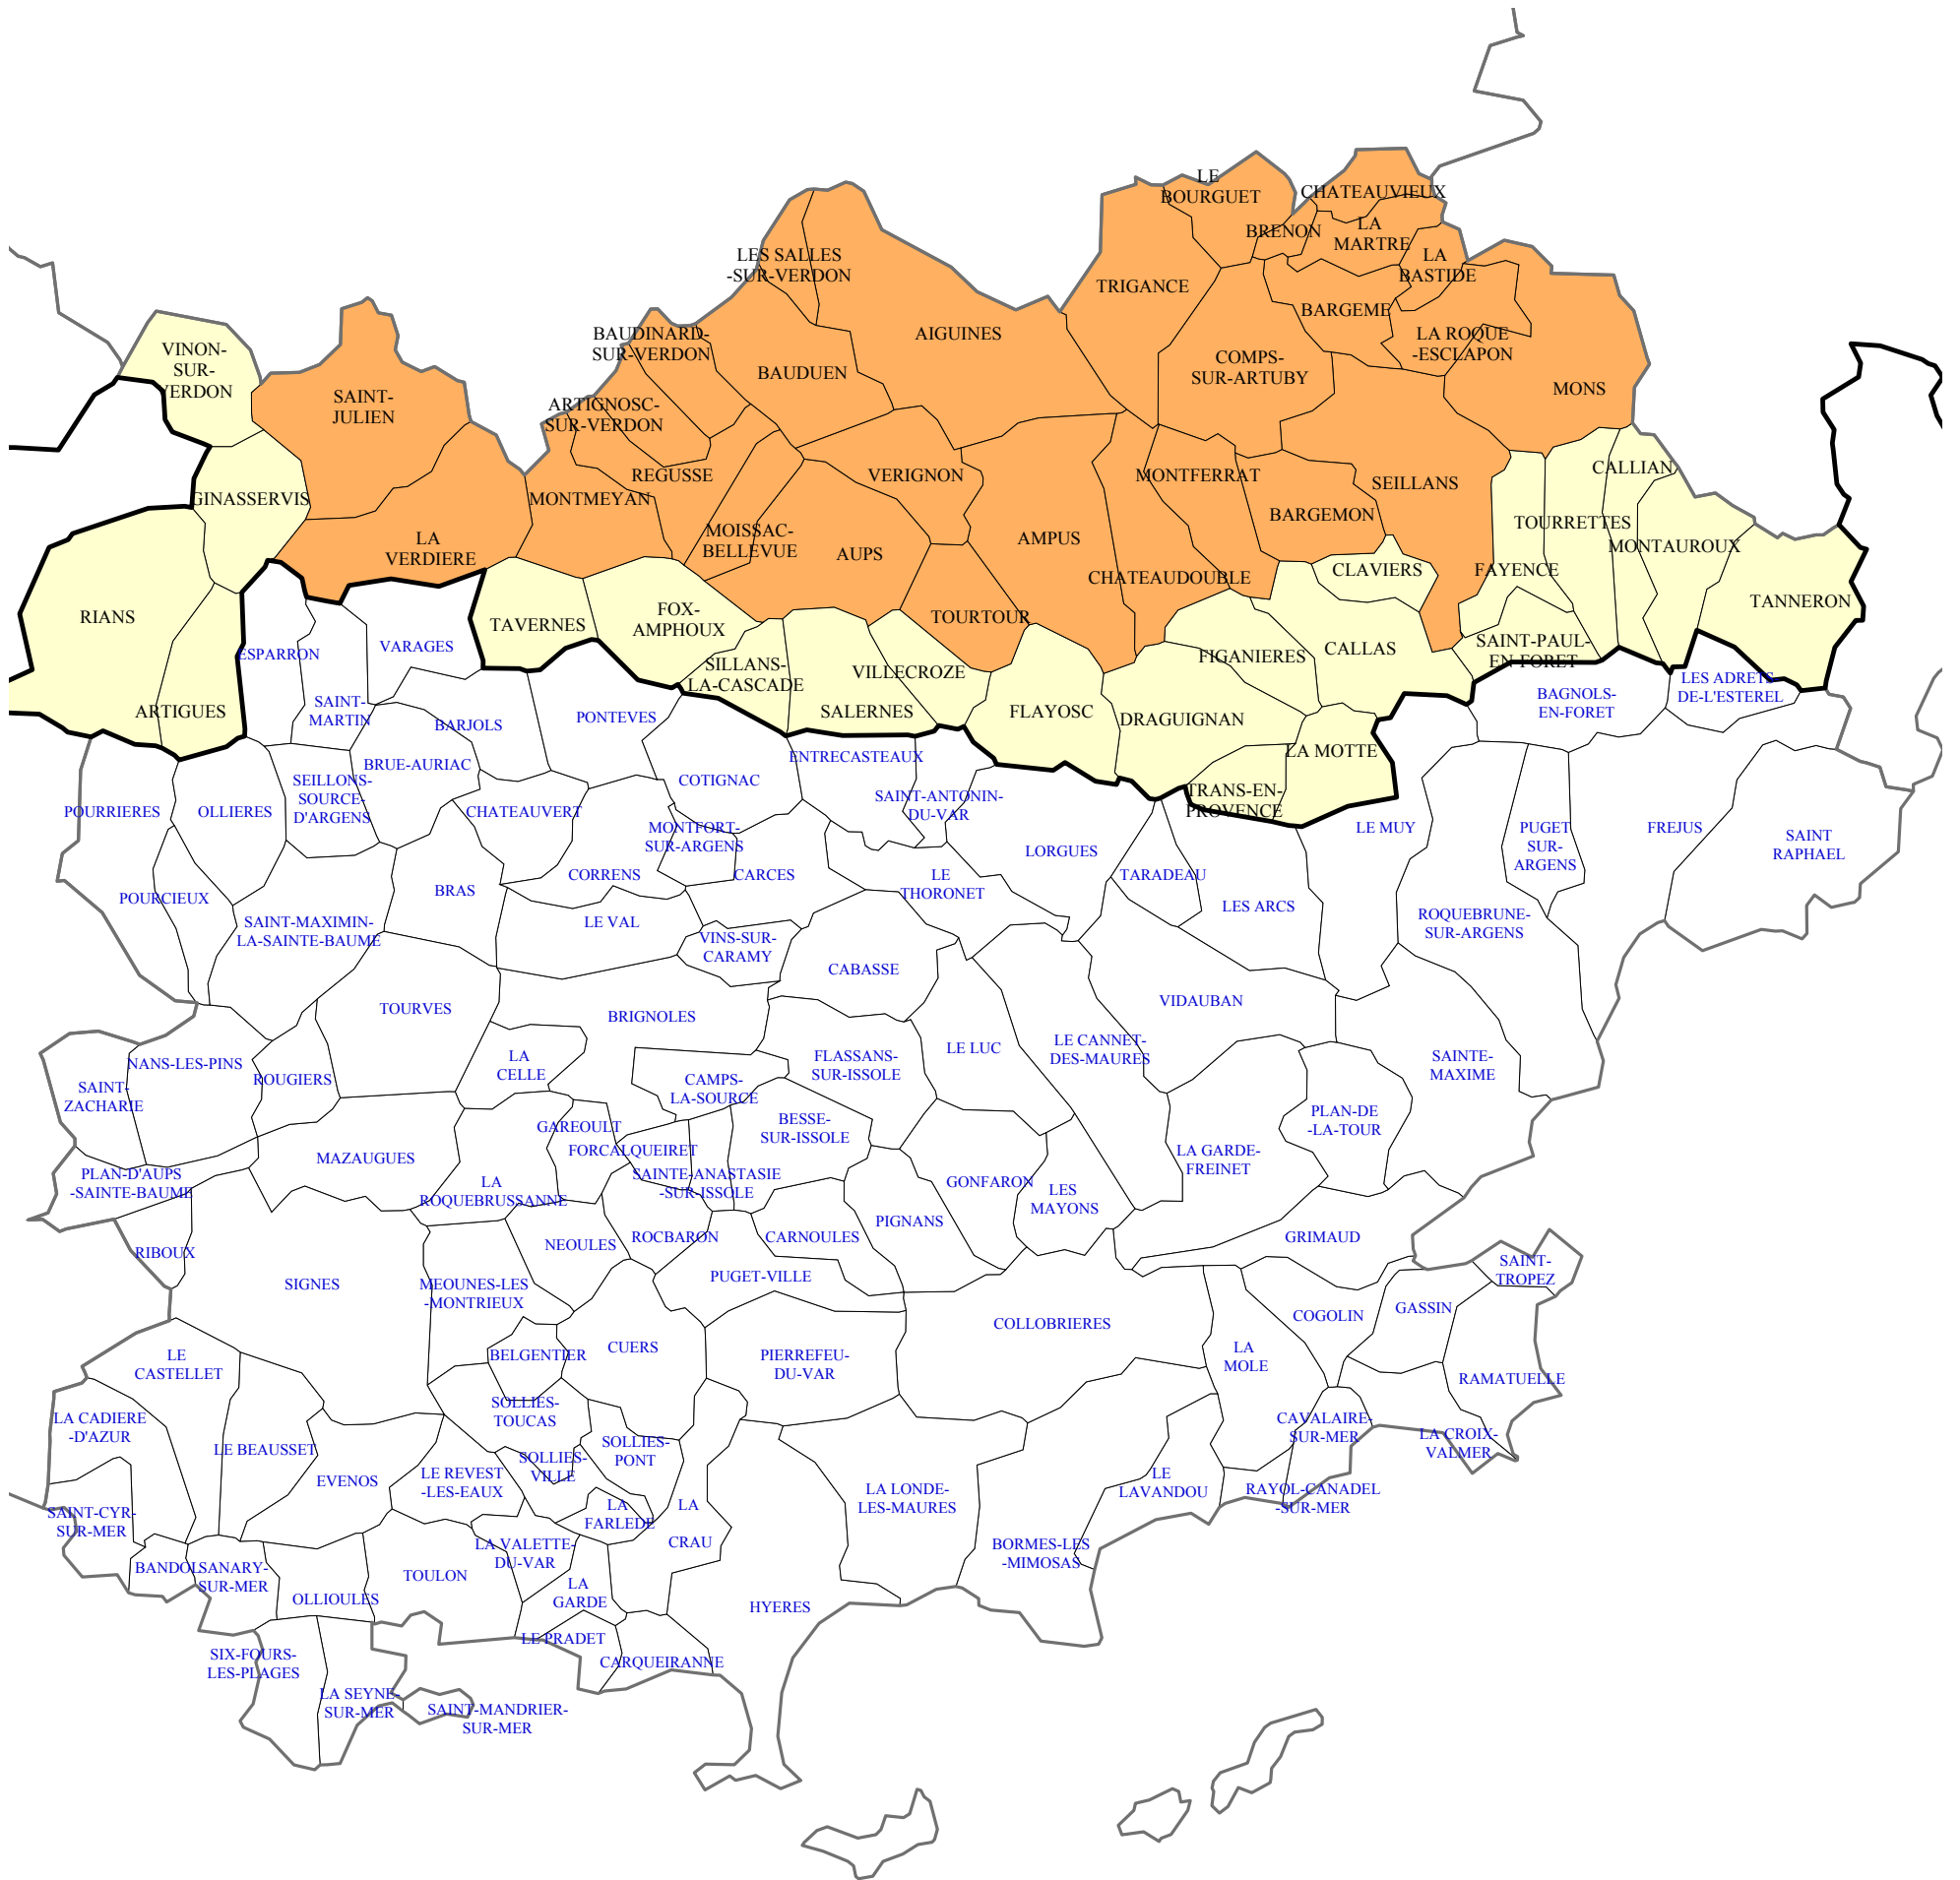 LE
BOURGUET
CHATEAUVIEUX
BRENON
LA
MARTRE
LES SALLES
-SUR-VERDON
LA
BASTIDE
TRIGANCE
BARGEME
AIGUINES
BAUDINARD-
SUR-VERDON
LA ROQUE
-ESCLAPON
VINON-
SUR-
VERDON
BAUDUEN
COMPS-
SUR-ARTUBY
MONS
SAINT-
JULIEN
ARTIGNOSC-
SUR-VERDON
CALLIAN
REGUSSE
VERIGNON
MONTFERRAT
SEILLANS
GINASSERVIS
MONTMEYAN
BARGEMON
TOURRETTES
MOISSAC-
BELLEVUE
AUPS
AMPUS
LA
VERDIERE
MONTAUROUX
CHATEAUDOUBLE
CLAVIERS
FAYENCE
TANNERON
RIANS
TAVERNES
FOX-
AMPHOUX
TOURTOUR
ESPARRON
VARAGES
SILLANS-
LA-CASCADE
VILLECROZE
FIGANIERES
CALLAS
SAINT-PAUL-
EN-FORET
LES ADRETS
DE-L'ESTEREL
BAGNOLS-
EN-FORET
ARTIGUES
SAINT-
MARTIN
BARJOLS
PONTEVES
SALERNES
FLAYOSC
DRAGUIGNAN
LA MOTTE
BRUE-AURIAC
ENTRECASTEAUX
COTIGNAC
SEILLONS-
SOURCE-
D'ARGENS
TRANS-EN-
PROVENCE
POURRIERES
OLLIERES
CHATEAUVERT
SAINT-ANTONIN-
DU-VAR
MONTFORT-
SUR-ARGENS
LE MUY
PUGET
SUR-
ARGENS
FREJUS
SAINT
RAPHAEL
LORGUES
CORRENS
CARCES
LE
THORONET
TARADEAU
POURCIEUX
BRAS
LES ARCS
ROQUEBRUNE-
SUR-ARGENS
SAINT-MAXIMIN-
LA-SAINTE-BAUME
LE VAL
VINS-SUR-
CARAMY
CABASSE
TOURVES
BRIGNOLES
VIDAUBAN
NANS-LES-PINS
LA
CELLE
FLASSANS-
SUR-ISSOLE
LE LUC
LE CANNET-
DES-MAURES
SAINTE-
MAXIME
SAINT-
ZACHARIE
ROUGIERS
CAMPS-
LA-SOURCE
PLAN-DE
-LA-TOUR
GAREOULT
BESSE-
SUR-ISSOLE
FORCALQUEIRET
MAZAUGUES
LA GARDE-
FREINET
PLAN-D'AUPS
-SAINTE-BAUME
LA
ROQUEBRUSSANNE
SAINTE-ANASTASIE
-SUR-ISSOLE
GONFARON
LES
MAYONS
RIBOUX
NEOULES
ROCBARON
CARNOULES
PIGNANS
GRIMAUD
SIGNES
MEOUNES-LES
-MONTRIEUX
PUGET-VILLE
SAINT-
TROPEZ
COLLOBRIERES
COGOLIN
GASSIN
LE
CASTELLET
BELGENTIER
CUERS
PIERREFEU-
DU-VAR
LA
MOLE
RAMATUELLE
LA CADIERE
-D'AZUR
SOLLIES-
TOUCAS
CAVALAIRE-
SUR-MER
LA CROIX-
VALMER
LE BEAUSSET
SOLLIES-
PONT
EVENOS
LE REVEST
-LES-EAUX
SOLLIES-
VILLE
LE
LAVANDOU
RAYOL-CANADEL
-SUR-MER
LA LONDE-
LES-MAURES
SAINT-CYR-
SUR-MER
LA
FARLEDE
LA
CRAU
LA VALETTE-
DU-VAR
BORMES-LES
-MIMOSAS
BANDOL
SANARY-
SUR-MER
OLLIOULES
TOULON
LA
GARDE
HYERES
LE PRADET
SIX-FOURS-
LES-PLAGES
CARQUEIRANNE
LA SEYNE-
SUR-MER
SAINT-MANDRIER-
SUR-MER